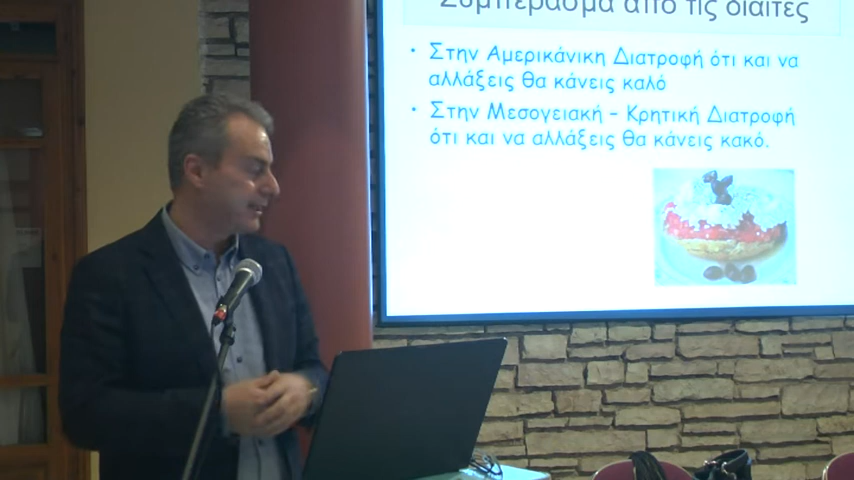 Συμπέρασμα από τις δίαιτες
• Στην Αμερικάνικη Διατροφή ότι και να
αλλάξεις θα κάνεις καλό
• Στην Μεσογειακή – Κρητική Διατροφή
ότι και να αλλάξεις θα κάνεις κακό.